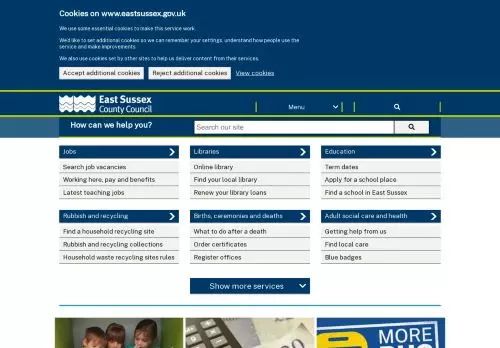 Cookies on www.eastsussex.gov.uk
We use some essential cookies to make this service work.
We'd like to set additional cookies so we can remember your settings, understand how people use the
service and make improvements.
We also use cookies set by other sites to help us deliver content from their services.
Accept additional cookies Reject additional cookies View cookies
East Sussex
County Council
Menu
How can we help you?
Search our site
Jobs
Search job vacancies
Working here, pay and benefits
Latest teaching jobs
Libraries
Online library
Find your local library
Renew your library loans
Education
Term dates
Apply for a school place
Find a school in East Sussex
Rubbish and recycling
Find a household recycling site
Rubbish and recycling collections
Household waste recycling sites rules
Births, ceremonies and deaths
What to do after a death
Order certificates
Register offices
Adult social care and health
Getting help from us
Find local care
Blue badges
Show more services
MORE